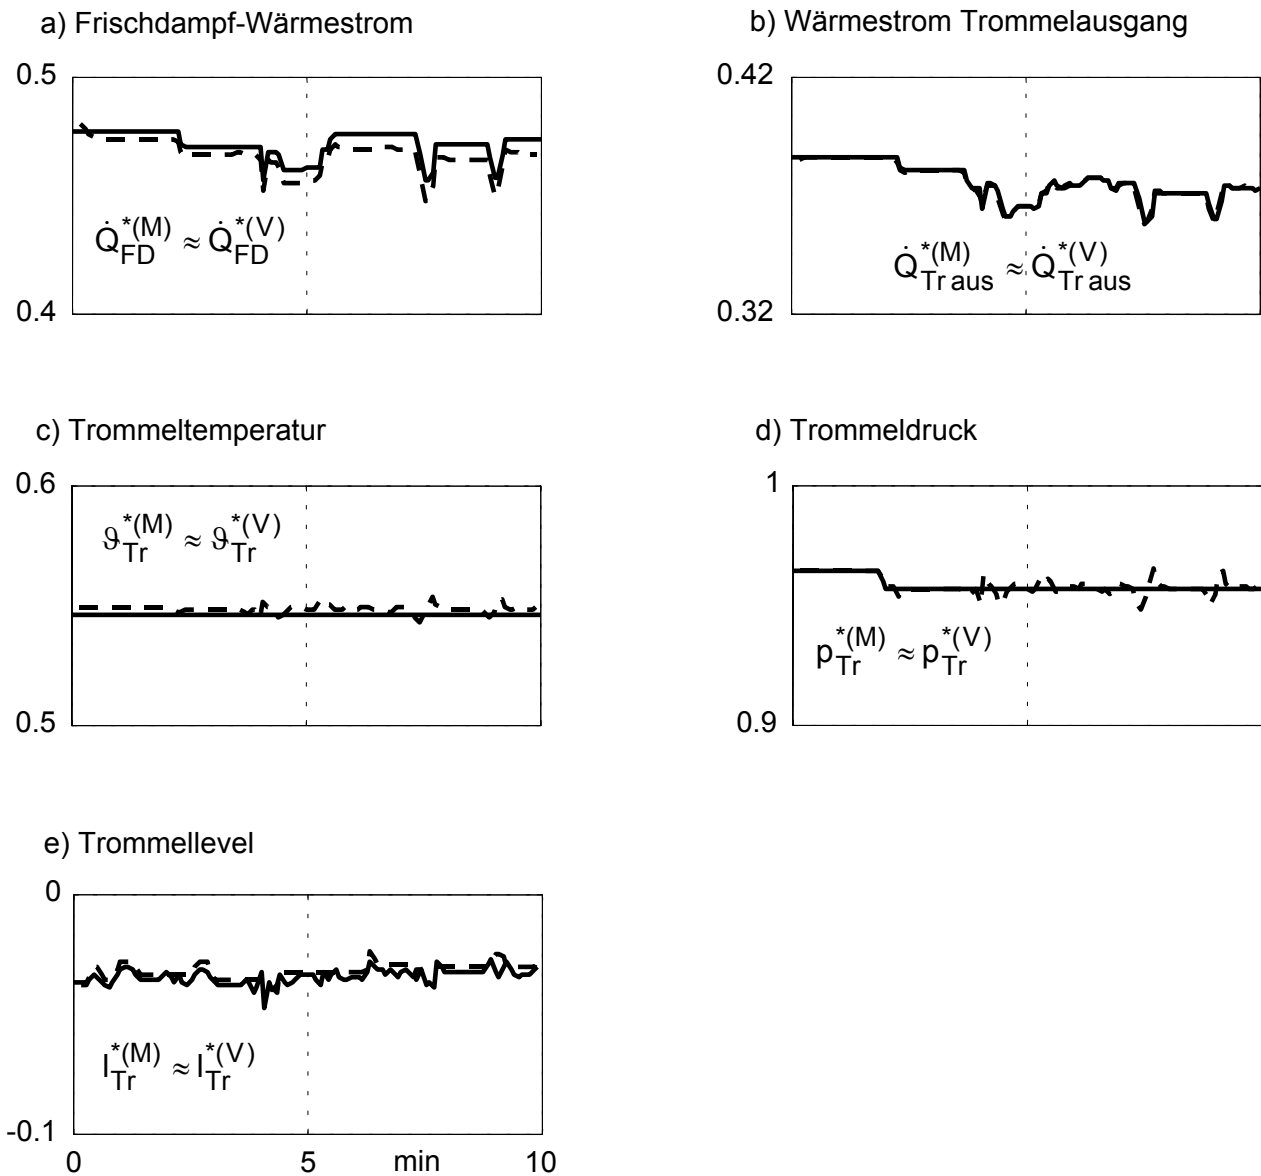 a) Frischdampf-Wärmestrom
0.5
Q̇*(M)FD ≈ Q̇*(V)FD
0.4
b) Wärmestrom Trommelausgang
0.42
Q̇*(M)Tr aus ≈ Q̇*(V)Tr aus
0.32
c) Trommeltemperatur
0.6
ϑ*(M)Tr ≈ ϑ*(V)Tr
0.5
d) Trommeldruck
1
p*(M)Tr ≈ p*(V)Tr
0.9
e) Trommellevel
0
l*(M)Tr ≈ l*(V)Tr
-0.1
0 5 min 10